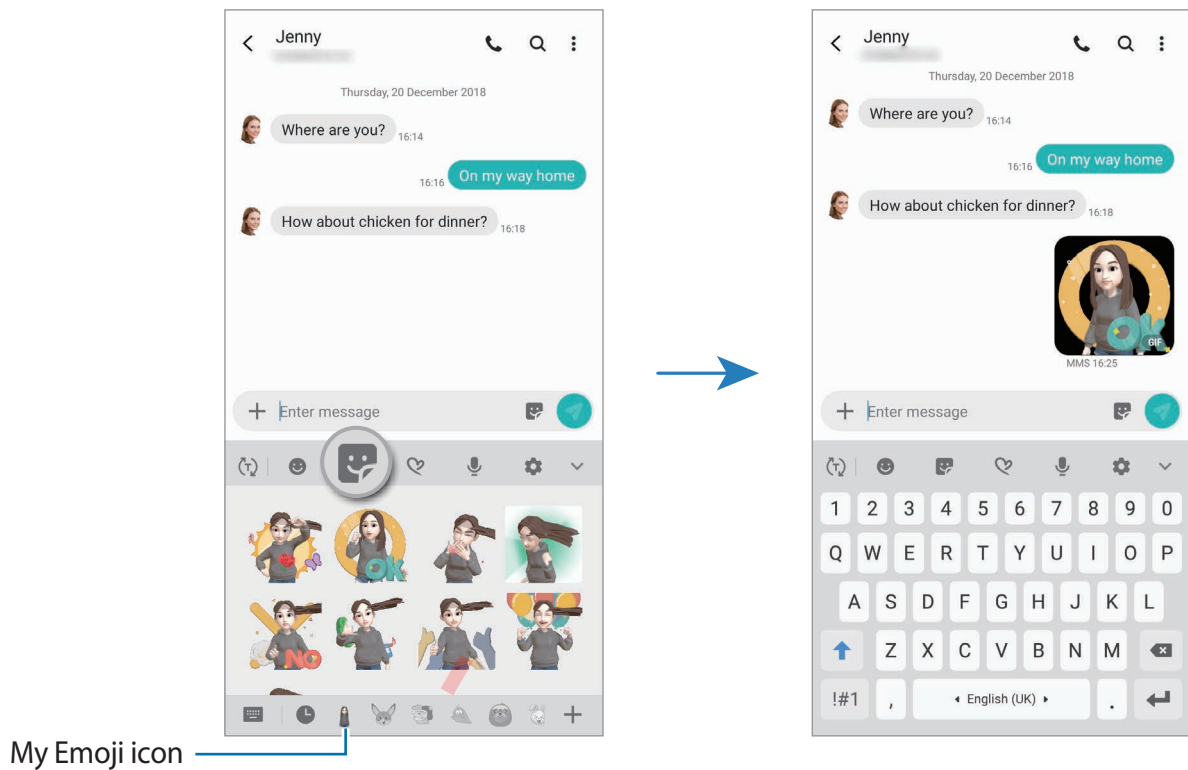 Jenny
Thursday, 20 December 2018
Where are you? 16:14
16:16 On my way home
How about chicken for dinner? 16:18
Enter message
T
OK
NO
My Emoji icon
Jenny
Thursday, 20 December 2018
Where are you? 16:14
16:16 On my way home
How about chicken for dinner? 16:18
OK
GIF
MMS 16:25
Enter message
T
1 2 3 4 5 6 7 8 9 0
Q W E R T Y U I O P
A S D F G H J K L
Z X C V B N M
!#1 , English (UK) .